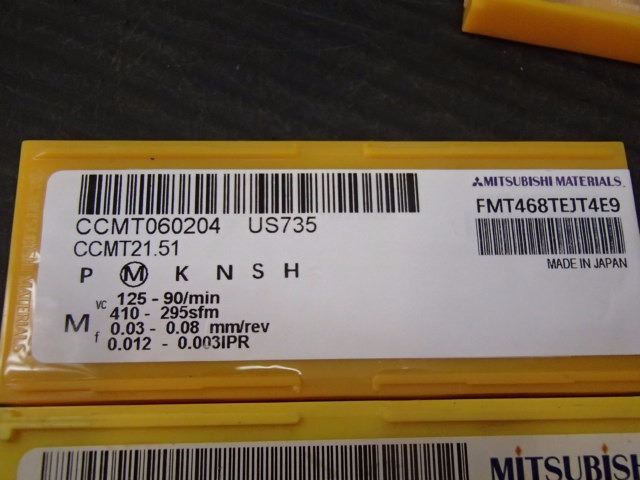 MITSUBISHI MATERIALS
CCMT060204 US735
FMT468TEJT4E9
CCMT21.51
MADE IN JAPAN
P M K N S H
M
vc 125 - 90/min
410 - 295sfm
f 0.03 - 0.08 mm/rev
0.012 - 0.003IPR
MITSUBISH